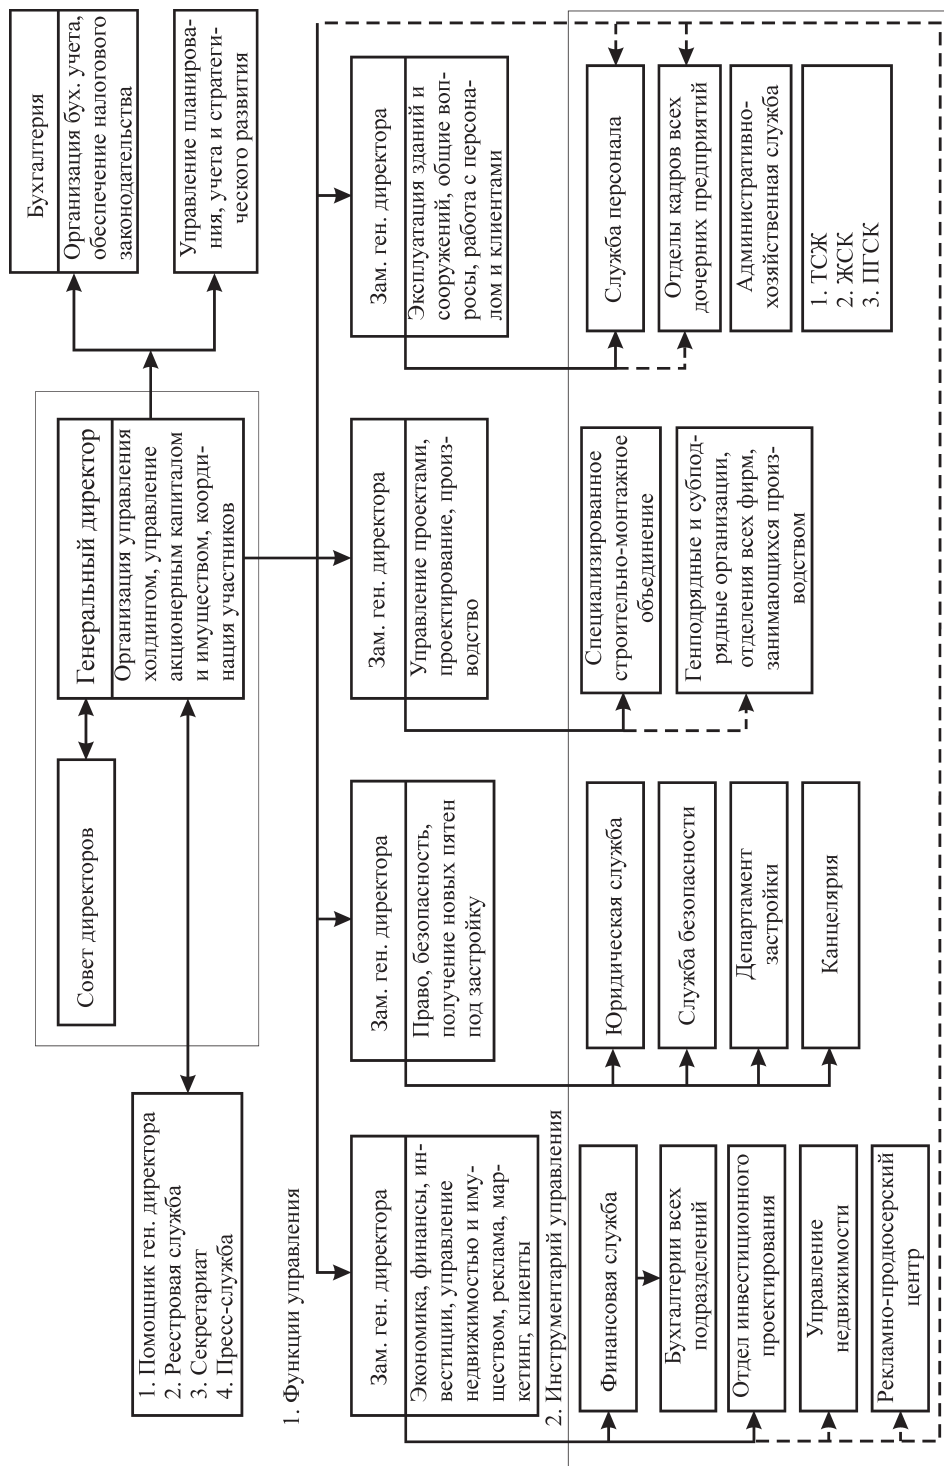 1. Помощник ген. директора
2. Реестровая служба
3. Секретариат
4. Пресс-служба
Совет директоров
Генеральный директор
Организация управления
холдингом, управление
акционерным капиталом
и имуществом, коорди-
нация участников
Бухгалтерия
Организация бух. учета,
обеспечение налогового
законодательства
Управление планирова-
ния, учета и стратеги-
ческого развития
1. Функции управления
Зам. ген. директора
Экономика, финансы, ин-
вестиции, управление
недвижимостью и иму-
ществом, реклама, мар-
кетинг, клиенты
Зам. ген. директора
Право, безопасность,
получение новых пятен
под застройку
Зам. ген. директора
Управление проектами,
проектирование, произ-
водство
Зам. ген. директора
Эксплуатация зданий и
сооружений, общие воп-
росы, работа с персона-
лом и клиентами
2. Инструментарий управления
Финансовая служба
Бухгалтерии всех
подразделений
Отдел инвестиционного
проектирования
Управление
недвижимости
Рекламно-продюсерский
центр
Юридическая служба
Служба безопасности
Департамент
застройки
Канцелярия
Специализированное
строительно-монтажное
объединение
Генподрядные и субпод-
рядные организации,
отделения всех фирм,
занимающихся произ-
водством
Служба персонала
Отделы кадров всех
дочерних предприятий
Административно-
хозяйственная служба
1. ТСЖ
2. ЖСК
3. ПГСК